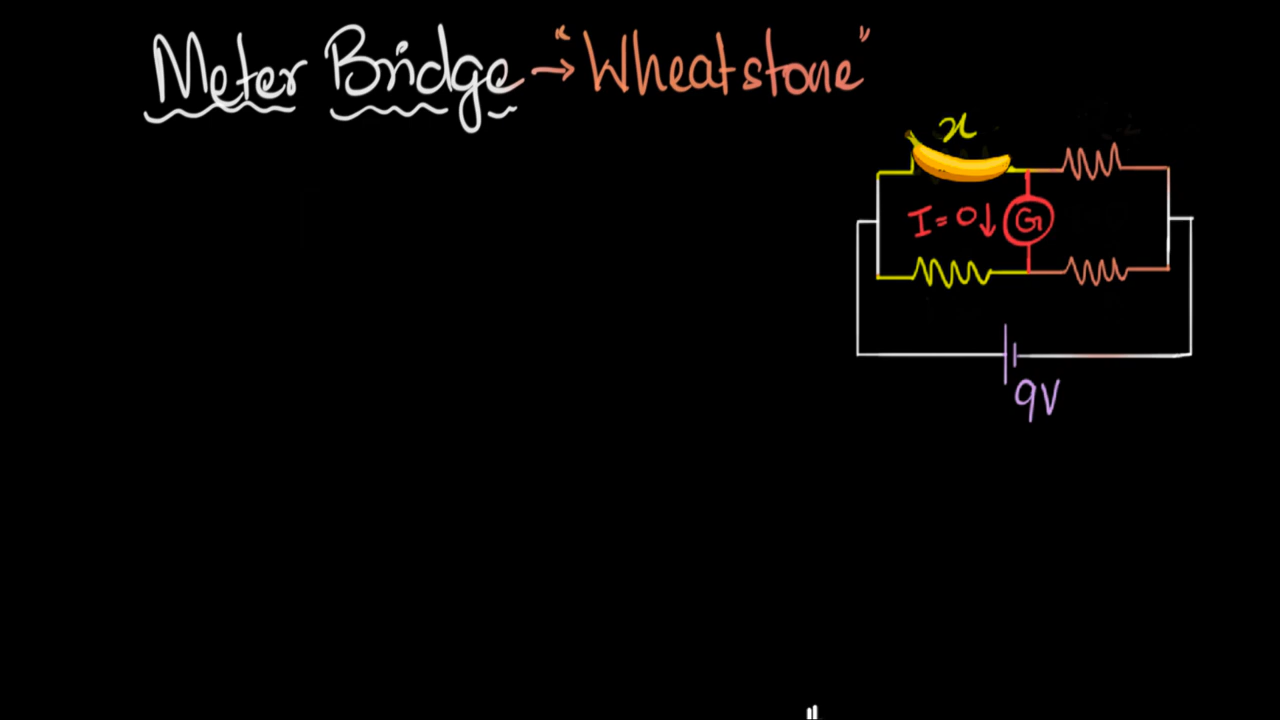 Meter Bridge → "Wheatstone"
x
I = 0 ↓ G
9V